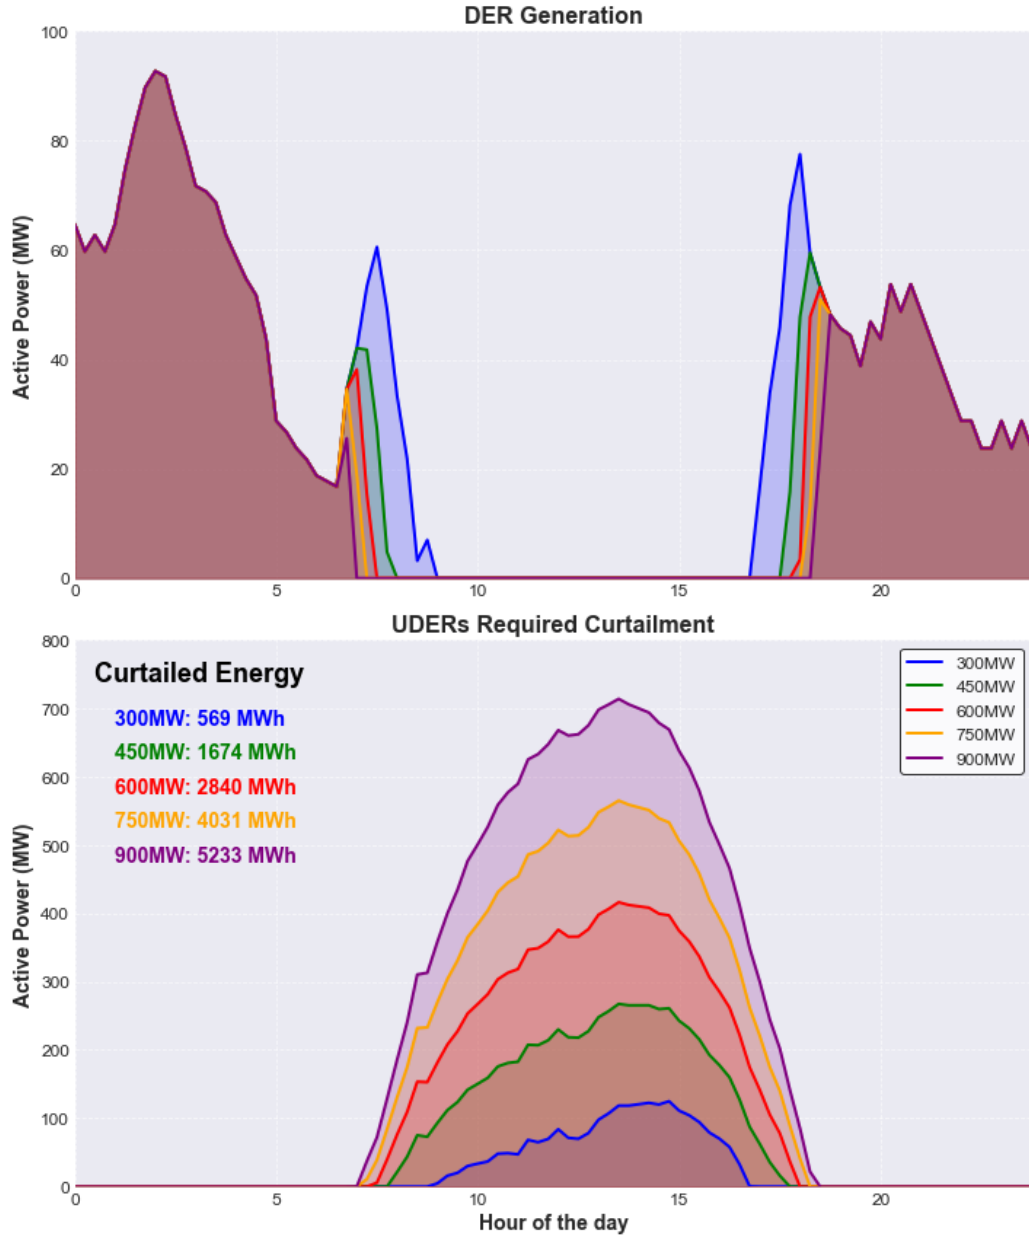 DER Generation
100
80
60
40
20
0
Active Power (MW)
0 5 10 15 20
UDERs Required Curtailment
800
700
600
500
400
300
200
100
0
Active Power (MW)
Curtailed Energy
300MW: 569 MWh
450MW: 1674 MWh
600MW: 2840 MWh
750MW: 4031 MWh
900MW: 5233 MWh
300MW
450MW
600MW
750MW
900MW
0 5 10 15 20
Hour of the day